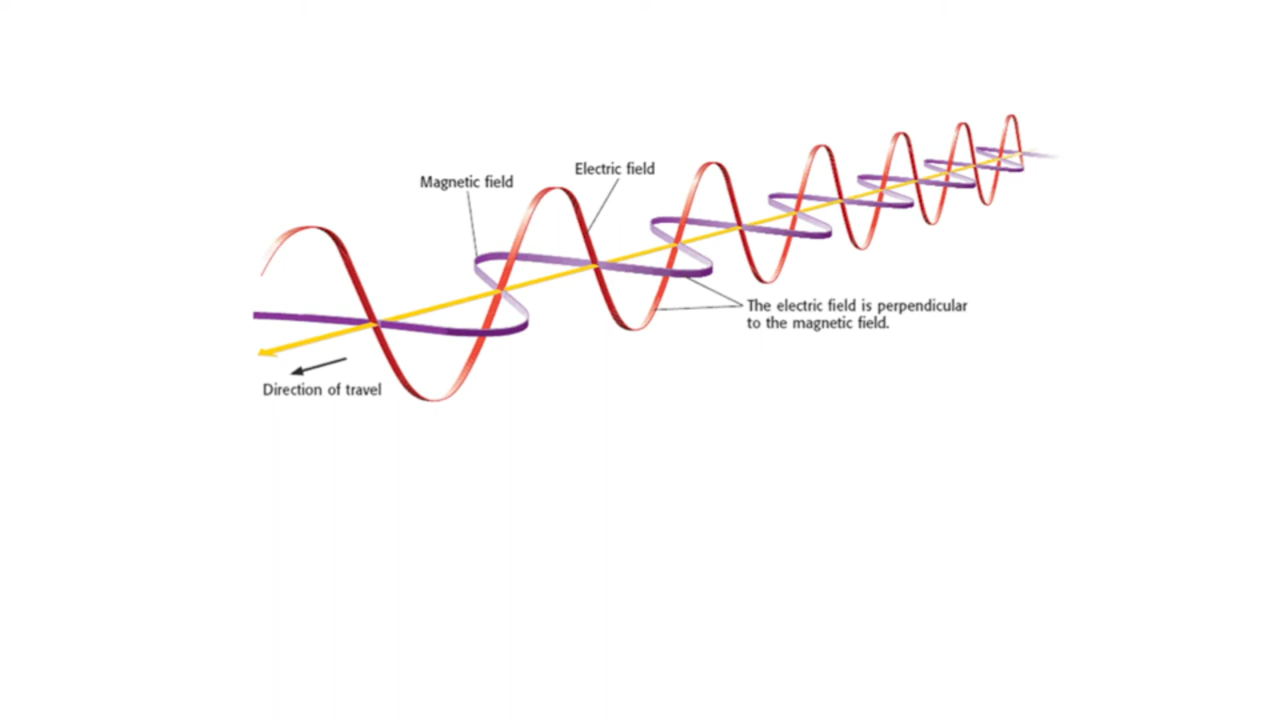 Electric field
Magnetic field
The electric field is perpendicular
to the magnetic field.
Direction of travel